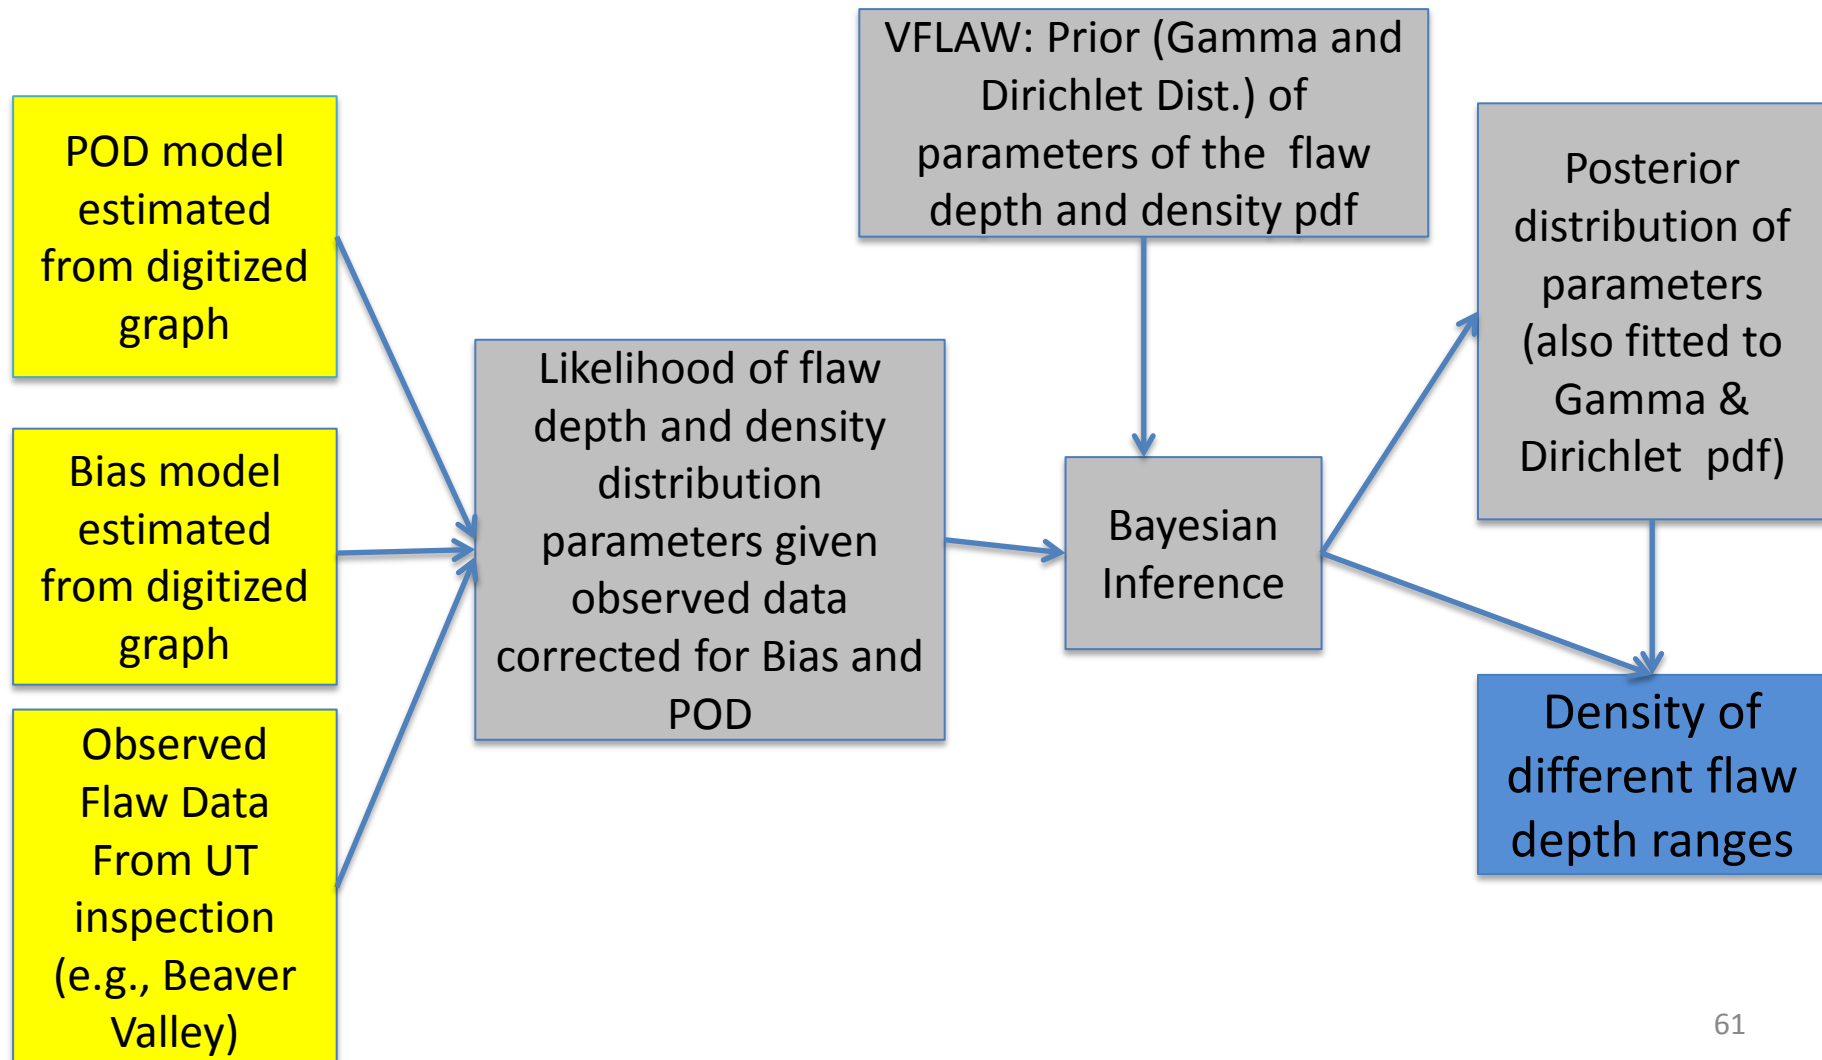 POD model
estimated
from digitized
graph
Bias model
estimated
from digitized
graph
Observed
Flaw Data
From UT
inspection
(e.g., Beaver
Valley)
Likelihood of flaw
depth and density
distribution
parameters given
observed data
corrected for Bias and
POD
VFLAW: Prior (Gamma and
Dirichlet Dist.) of
parameters of the flaw
depth and density pdf
Bayesian
Inference
Posterior
distribution of
parameters
(also fitted to
Gamma &
Dirichlet pdf)
Density of
different flaw
depth ranges
61